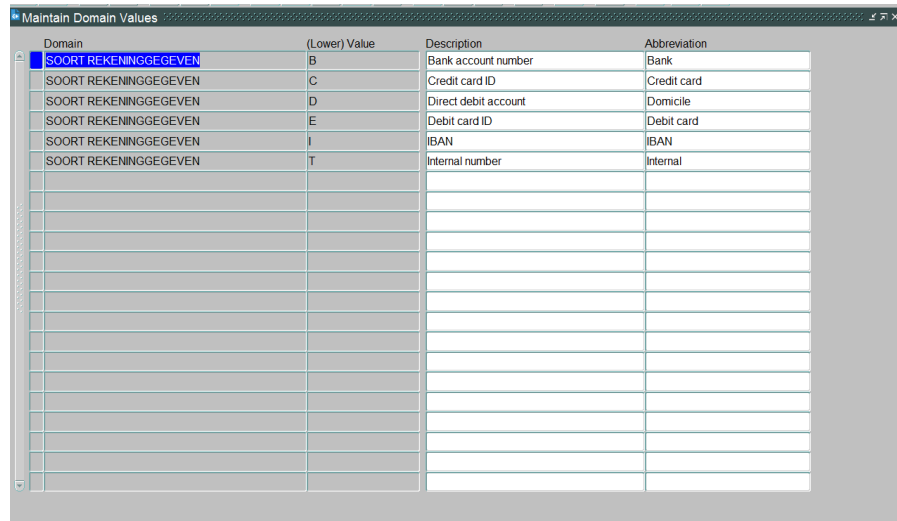 Maintain Domain Values
Domain (Lower) Value Description Abbreviation
SOORT REKENINGGEGEVEN B Bank account number Bank
SOORT REKENINGGEGEVEN C Credit card ID Credit card
SOORT REKENINGGEGEVEN D Direct debit account Domicile
SOORT REKENINGGEGEVEN E Debit card ID Debit card
SOORT REKENINGGEGEVEN I IBAN IBAN
SOORT REKENINGGEGEVEN T Internal number Internal